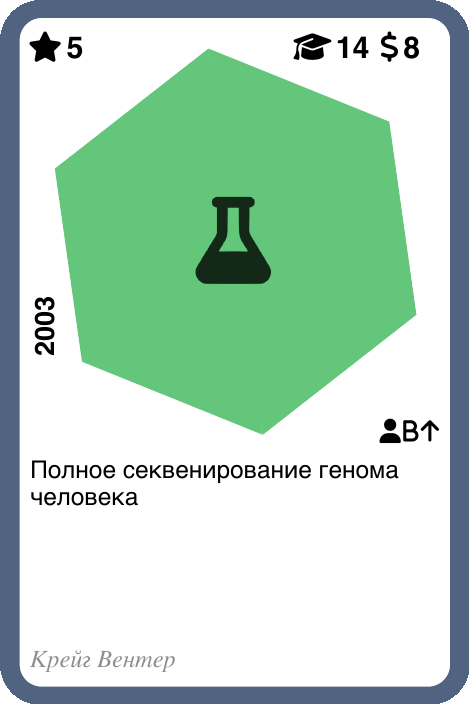 5
14 $ 8
2003
B↑
Полное секвенирование генома
человека
Крейг Вентер